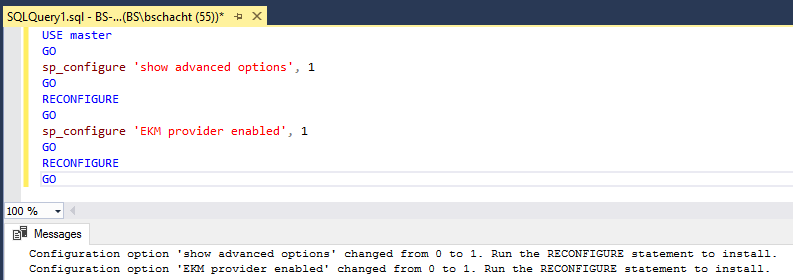 SQLQuery1.sql - BS-...(BS\bschacht (55))*
USE master
GO
sp_configure 'show advanced options', 1
GO
RECONFIGURE
GO
sp_configure 'EKM provider enabled', 1
GO
RECONFIGURE
GO
100 %
Messages
Configuration option 'show advanced options' changed from 0 to 1. Run the RECONFIGURE statement to install.
Configuration option 'EKM provider enabled' changed from 0 to 1. Run the RECONFIGURE statement to install.